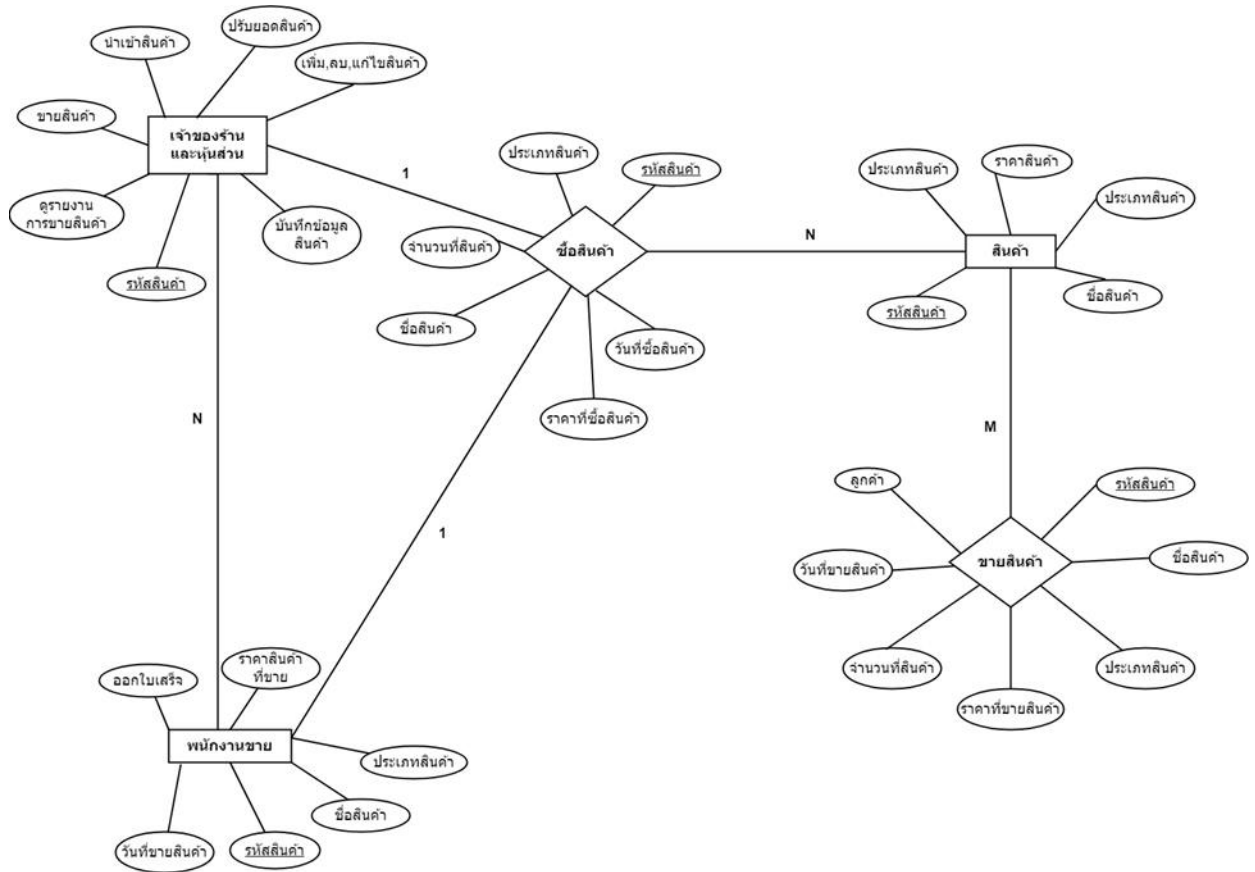 ปรับยอดสินค้า
นำเข้าสินค้า
เพิ่ม,ลบ,แก้ไขสินค้า
ขายสินค้า
เจ้าของร้าน
และหุ้นส่วน
ดูรายงาน
การขายสินค้า
บันทึกข้อมูล
สินค้า
รหัสสินค้า
1
ประเภทสินค้า
รหัสสินค้า
จำนวนที่สินค้า
ซื้อสินค้า
ชื่อสินค้า
วันที่ซื้อสินค้า
ราคาที่ซื้อสินค้า
N
ประเภทสินค้า
ราคาสินค้า
ประเภทสินค้า
สินค้า
รหัสสินค้า
ชื่อสินค้า
N
1
M
ลูกค้า
รหัสสินค้า
วันที่ขายสินค้า
ขายสินค้า
ชื่อสินค้า
จำนวนที่สินค้า
ประเภทสินค้า
ราคาที่ขายสินค้า
ออกใบเสร็จ
ราคาสินค้า
ที่ขาย
พนักงานขาย
ประเภทสินค้า
ชื่อสินค้า
วันที่ขายสินค้า
รหัสสินค้า